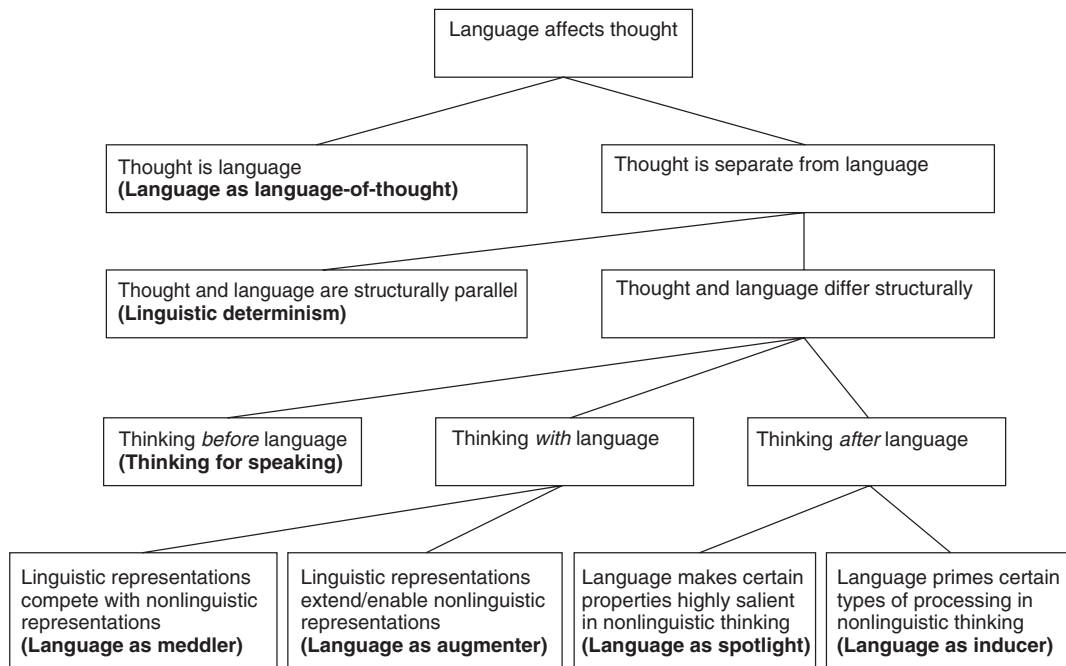 Language affects thought
Thought is language
(Language as language-of-thought)
Thought is separate from language
Thought and language are structurally parallel
(Linguistic determinism)
Thought and language differ structurally
Thinking before language
(Thinking for speaking)
Thinking with language
Thinking after language
Linguistic representations
compete with nonlinguistic
representations
(Language as meddler)
Linguistic representations
extend/enable nonlinguistic
representations
(Language as augmenter)
Language makes certain
properties highly salient
in nonlinguistic thinking
(Language as spotlight)
Language primes certain
types of processing in
nonlinguistic thinking
(Language as inducer)